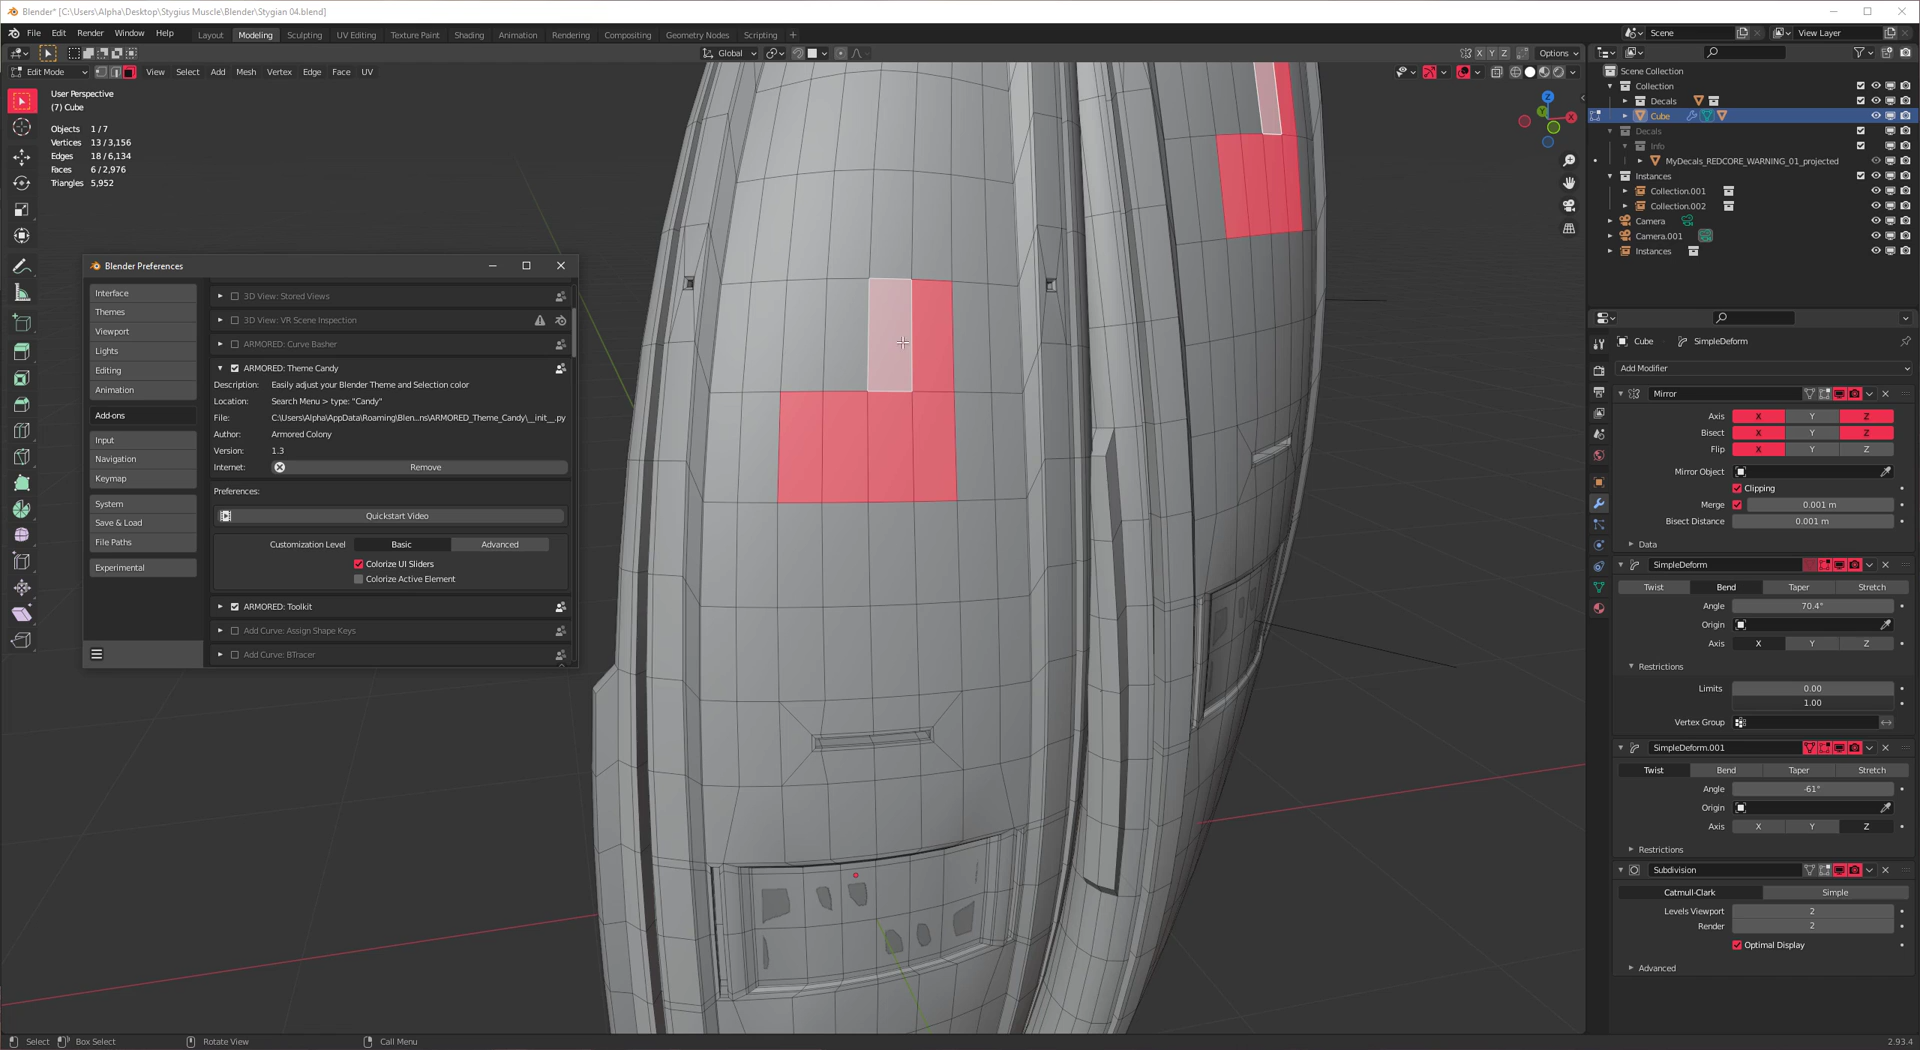 Blender* [C:\Users\Alpha\Desktop\Stygius Muscle\Blender\Stygian 04.blend]
File Edit Render Window Help Layout Modeling Sculpting UV Editing Texture Paint Shading Animation Rendering Compositing Geometry Nodes Scripting + Scene View Layer
Global X Y Z Options
Edit Mode View Select Add Mesh Vertex Edge Face UV
User Perspective
(7) Cube
Objects 1/7
Vertices 13/3,156
Edges 18/6,134
Faces 6/2,976
Triangles 5,952
Z
X
Y
Blender Preferences
Interface
Themes
Viewport
Lights
Editing
Animation
Add-ons
Input
Navigation
Keymap
System
Save & Load
File Paths
Experimental
3D View: Stored Views
3D View: VR Scene Inspection
ARMORED: Curve Basher
ARMORED: Theme Candy
Description: Easily adjust your Blender Theme and Selection color
Location: Search Menu > type: "Candy"
File: C:\Users\Alpha\AppData\Roaming\Blen...ns\ARMORED_Theme_Candy\__init__.py
Author: Armored Colony
Version: 1.3
Internet: Remove
Preferences:
Quickstart Video
Customization Level Basic Advanced
Colorize UI Sliders
Colorize Active Element
ARMORED: Toolkit
Add Curve: Assign Shape Keys
Add Curve: BTracer
Scene Collection
Collection
Decals
Cube
Decals
Info
MyDecals_REDCORE_WARNING_01_projected
Instances
Collection.001
Collection.002
Camera
Camera.001
Instances
Cube SimpleDeform
Add Modifier
Mirror
Axis X Y Z
Bisect X Y Z
Flip X Y Z
Mirror Object
Clipping
Merge 0.001 m
Bisect Distance 0.001 m
Data
SimpleDeform
Twist Bend Taper Stretch
Angle 70.4°
Origin
Axis X Y Z
Restrictions
Limits 0.00
1.00
Vertex Group
SimpleDeform.001
Twist Bend Taper Stretch
Angle -61°
Origin
Axis X Y Z
Restrictions
Subdivision
Catmull-Clark Simple
Levels Viewport 2
Render 2
Optimal Display
Advanced
Select Box Select Rotate View Call Menu 2.93.4